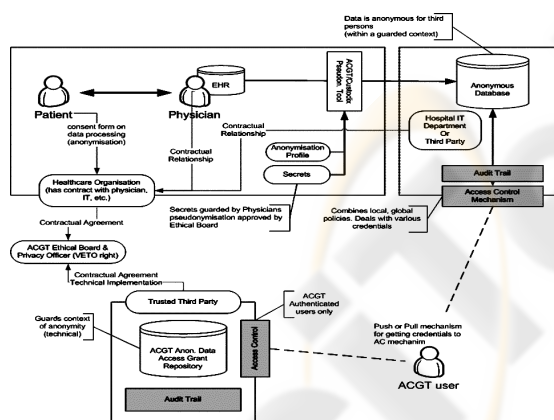 Data is anonymous for third
persons
(within a guarded context)
EHR
ACGT/Custodix
Pseudon. Tool
Anonymous
Database
Patient
Physician
consent form on
data processing
(anonymisation)
Contractual
Relationship
Contractual
Relationship
Hospital IT
Department
Or
Third Party
Anonymisation
Profile
Secrets
Audit Trail
Access Control
Mechanism
Healthcare Organisation
(has contract with physician,
IT, etc.)
Secrets guarded by Physicians
pseudonymisation approved by
Ethical Board
Combines local, global
policies. Deals with various
credentials
Contractual Agreement
ACGT Ethical Board &
Privacy Officer (VETO right)
Contractual Agreement
Technical Implementation
Trusted Third Party
ACGT
Authenticated
users only
Guards context
of anonymity
(technical)
ACGT Anon. Data
Access Grant
Repository
Access Control
Push or Pull mechanism
for getting credentials to
AC mechanim
ACGT user
Audit Trail